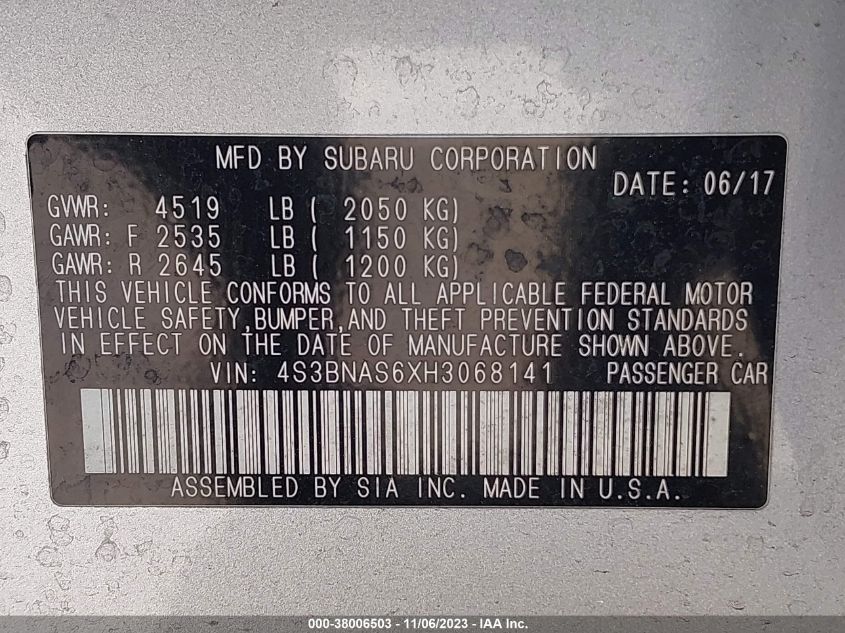 MFD BY SUBARU CORPORATION
DATE: 06/17
GVWR: 4519 LB ( 2050 KG)
GAWR: F 2535 LB ( 1150 KG)
GAWR: R 2645 LB ( 1200 KG)
THIS VEHICLE CONFORMS TO ALL APPLICABLE FEDERAL MOTOR
VEHICLE SAFETY,BUMPER,AND THEFT PREVENTION STANDARDS
IN EFFECT ON THE DATE OF MANUFACTURE SHOWN ABOVE.
VIN: 4S3BNAS6XH3068141 PASSENGER CAR
ASSEMBLED BY SIA INC. MADE IN U.S.A.
000-38006503 - 11/06/2023 - IAA Inc.